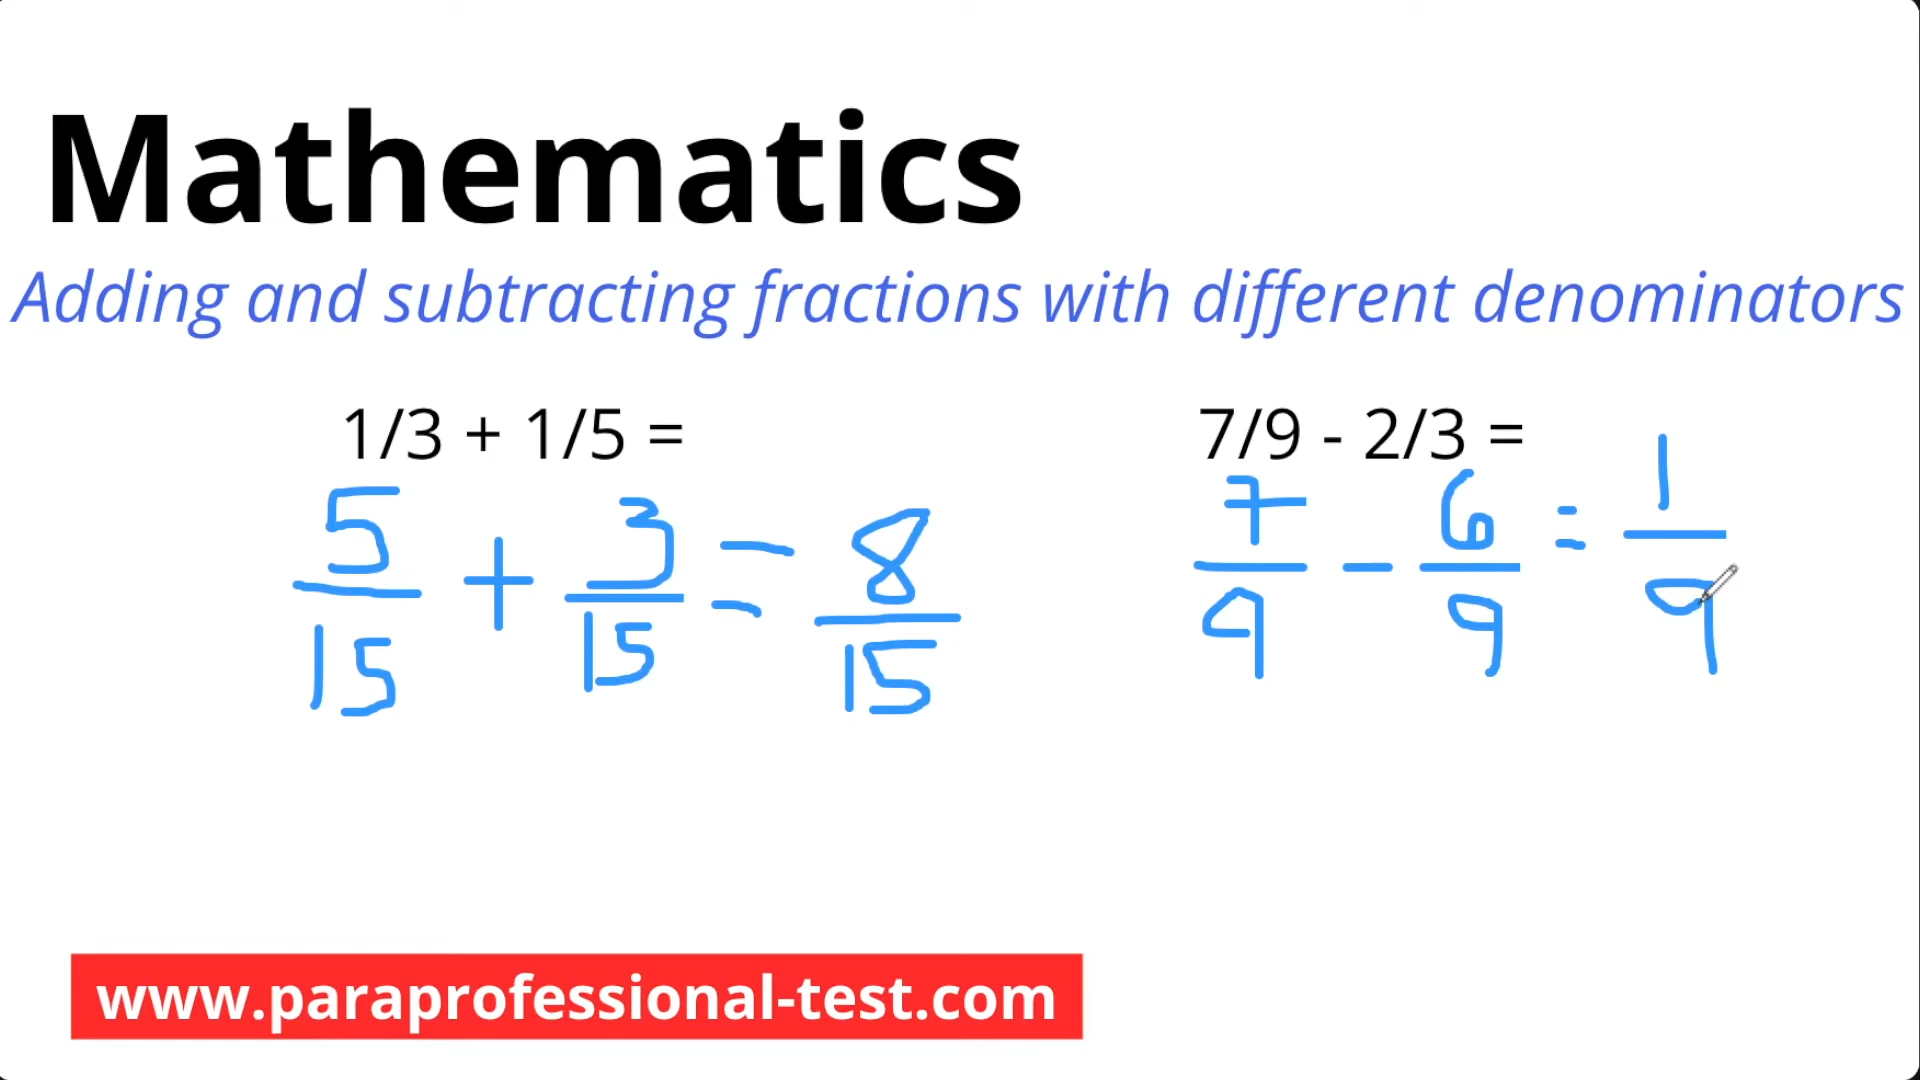 Mathematics
Adding and subtracting fractions with different denominators
1/3 + 1/5 =
5/15 + 3/15 = 8/15
7/9 - 2/3 =
7/9 - 6/9 = 1/9
www.paraprofessional-test.com